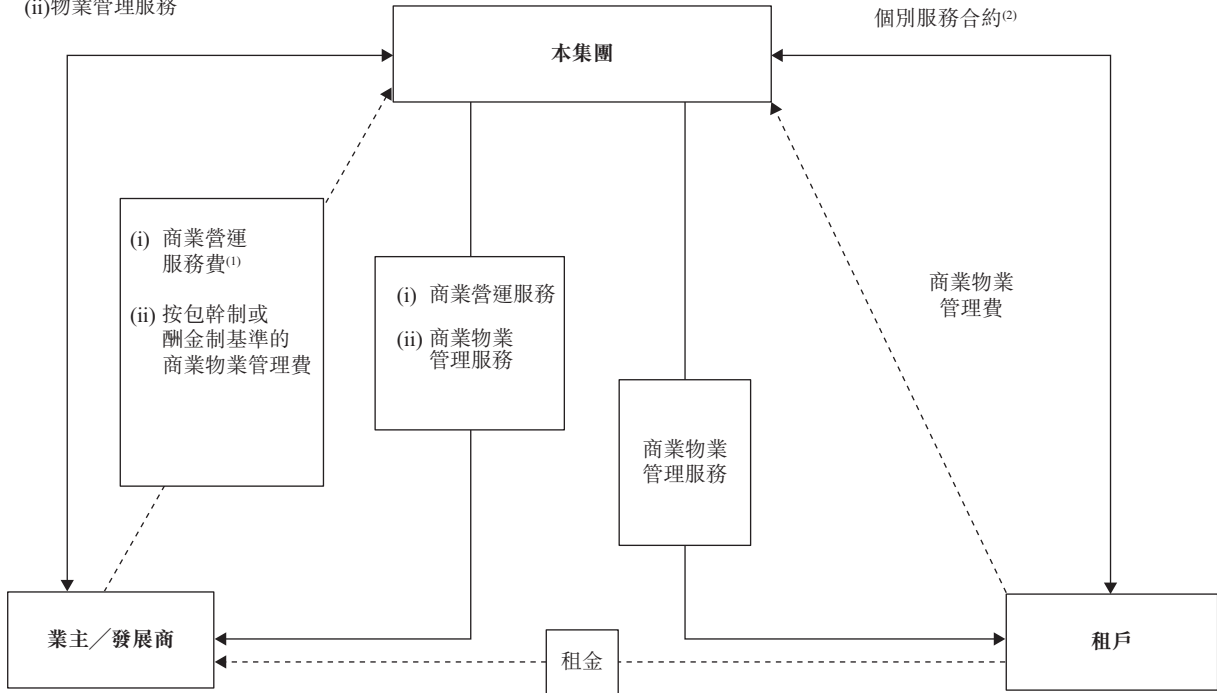 (ii)物業管理服務
個別服務合約(2)
本集團
(i) 商業營運
服務費(1)
(ii) 按包幹制或
酬金制基準的
商業物業管理費
(i) 商業營運服務
(ii) 商業物業
管理服務
商業物業
管理費
商業物業
管理服務
業主／發展商
租金
租戶